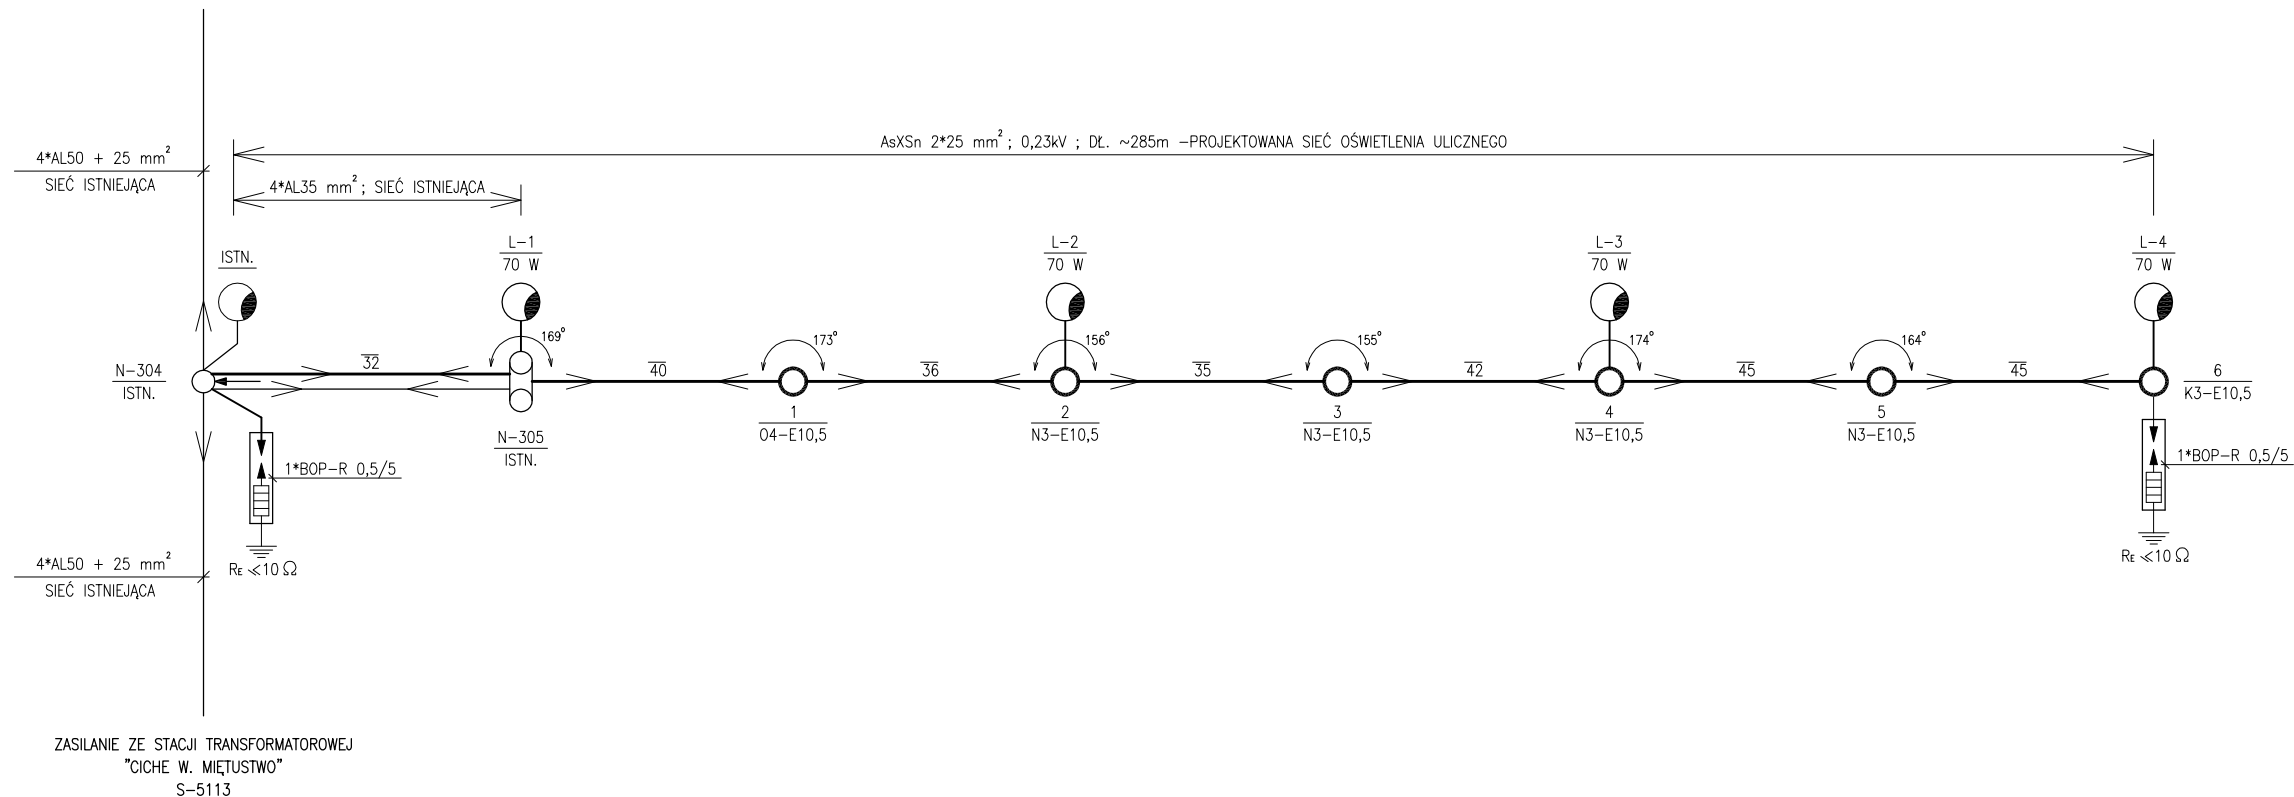 AsXSn 2*25 mm²; 0,23kV ; DŁ. ~285m –PROJEKTOWANA SIEĆ OŚWIETLENIA ULICZNEGO
4*AL50 + 25 mm²
SIEĆ ISTNIEJĄCA
4*AL35 mm²; SIEĆ ISTNIEJĄCA
ISTN.
L–1
70 W
L–2
70 W
L–3
70 W
L–4
70 W
169°
173°
156°
155°
174°
164°
32
40
36
35
42
45
45
N–304
ISTN.
N–305
ISTN.
1
O4–E10,5
2
N3–E10,5
3
N3–E10,5
4
N3–E10,5
5
N3–E10,5
6
K3–E10,5
1*BOP–R 0,5/5
1*BOP–R 0,5/5
RE ≪10 Ω
RE ≪10 Ω
4*AL50 + 25 mm²
SIEĆ ISTNIEJĄCA
ZASILANIE ZE STACJI TRANSFORMATOROWEJ
"CICHE W. MIĘTUSTWO"
S–5113